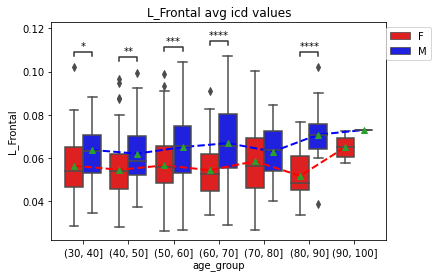 L_Frontal avg icd values
F
M
*
**
***
****
****
0.12
0.10
0.08
0.06
0.04
L_Frontal
(30, 40] (40, 50] (50, 60] (60, 70] (70, 80] (80, 90] (90, 100]
age_group